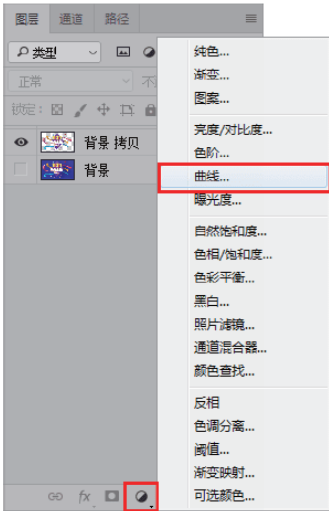 图层 通道 路径
类型
正常 不
锁定:
背景 拷贝
背景
fx
纯色...
渐变...
图案...
亮度/对比度...
色阶...
曲线...
曝光度...
自然饱和度...
色相/饱和度...
色彩平衡...
黑白...
照片滤镜...
通道混合器...
颜色查找...
反相
色调分离...
阈值...
渐变映射...
可选颜色...